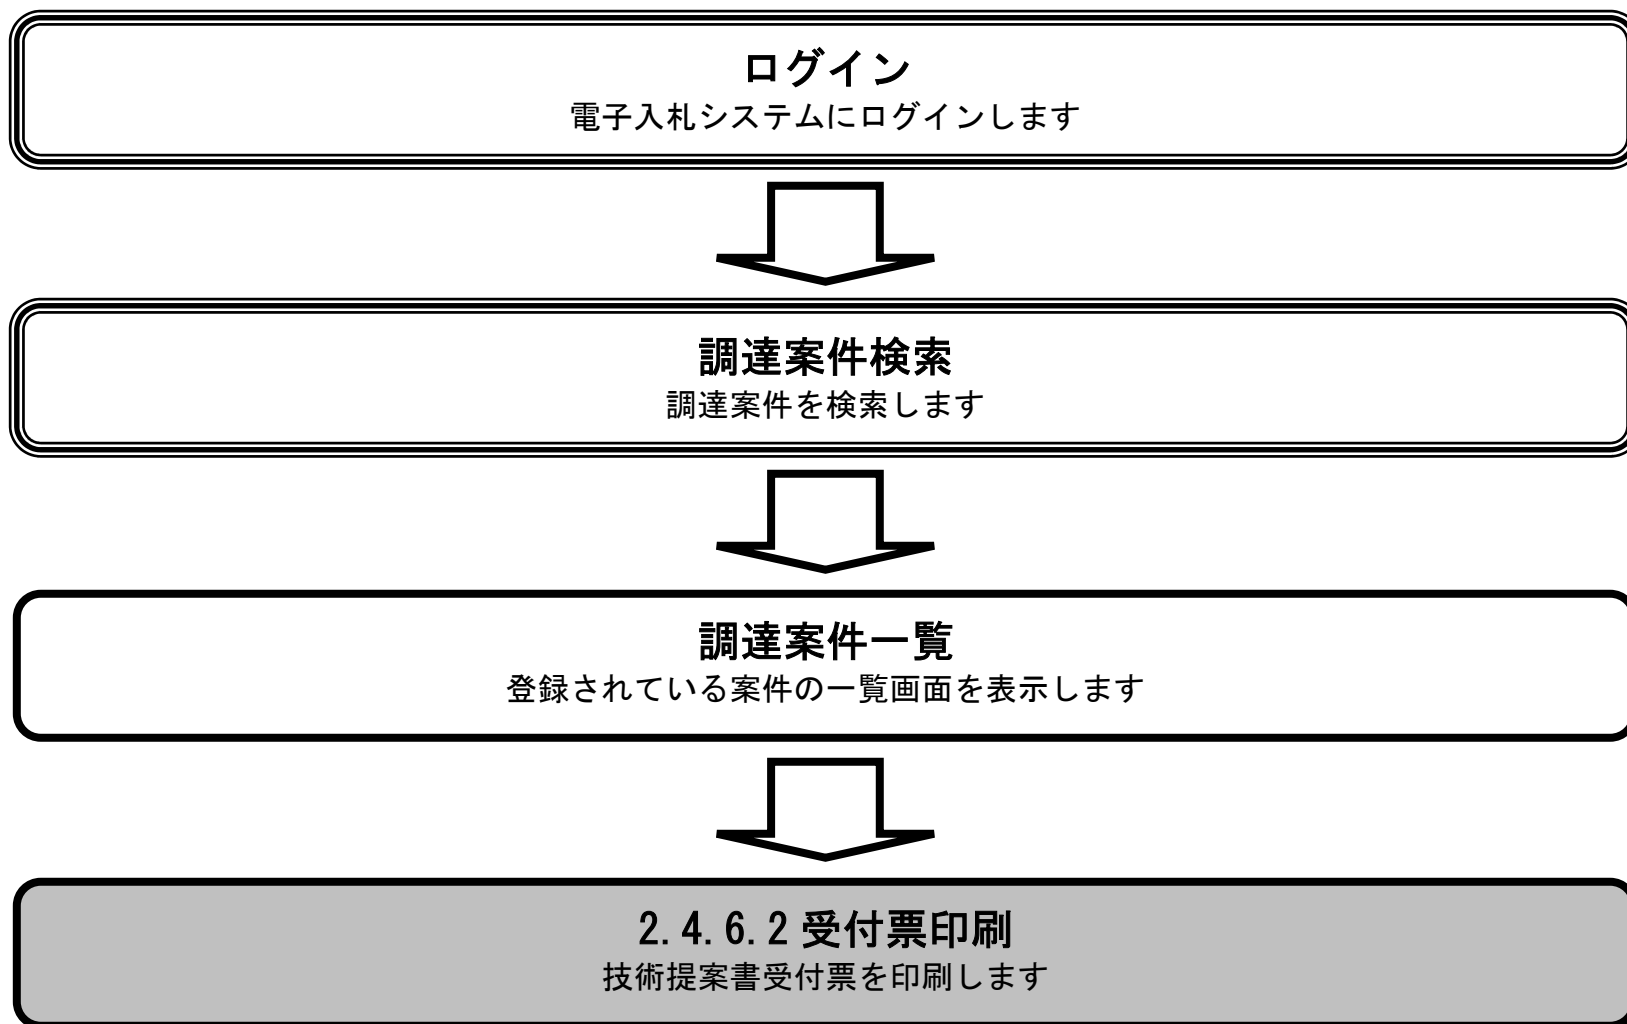 ログイン
電子入札システムにログインします
調達案件検索
調達案件を検索します
調達案件一覧
登録されている案件の一覧画面を表示します
2.4.6.2 受付票印刷
技術提案書受付票を印刷します